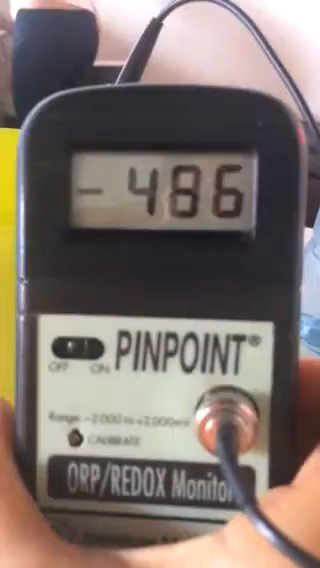 - 486
PINPOINT®
OFF ON
Range: -2.000 to +2.000mV
CALIBRATE
ORP/REDOX Monitor